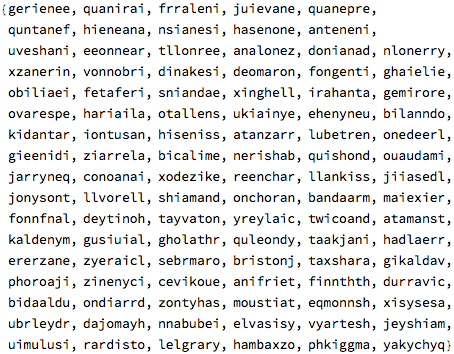 {gerienee, quanirai, frraleni, juievane, quanepre,
quntanef, hieneana, nsianesi, hasenone, anteneni,
uveshani, eeonnear, tllonree, analonez, donianad, nlonerry,
xzanerin, vonnobri, dinakesi, deomaron, fongenti, ghaielie,
obiliaei, fetaferi, sniandae, xinghell, irahanta, gemirore,
ovarespe, hariaila, otallens, ukiainye, ehenyneu, bilanndo,
kidantar, iontusan, hiseniss, atanzarr, lubetren, onedeerl,
gieenidi, ziarrela, bicalime, nerishab, quishond, ouaudami,
jarryneq, conoanai, xodezike, reenchar, llankiss, jiiasedl,
jonysont, llvorell, shiamand, onchoran, bandaarm, maiexier,
fonnfnal, deytinoh, tayvaton, yreylaic, twicoand, atamanst,
kaldenym, gusiuial, gholathr, quleondy, taakjani, hadlaerr,
ererzane, zyeraicl, sebrmaro, bristonj, taxshara, gikaldav,
phoroaji, zinenyci, cevikoue, anifriet, finnthth, durravic,
bidaaldu, ondiarrd, zontyhas, moustiat, eqmonnsh, xisysesa,
ubrleydr, dajomayh, nnabubei, elvasisy, vyartesh, jeyshiam,
uimulusi, rardisto, lelgrary, hambaxzo, phkiggma, yakychyq}